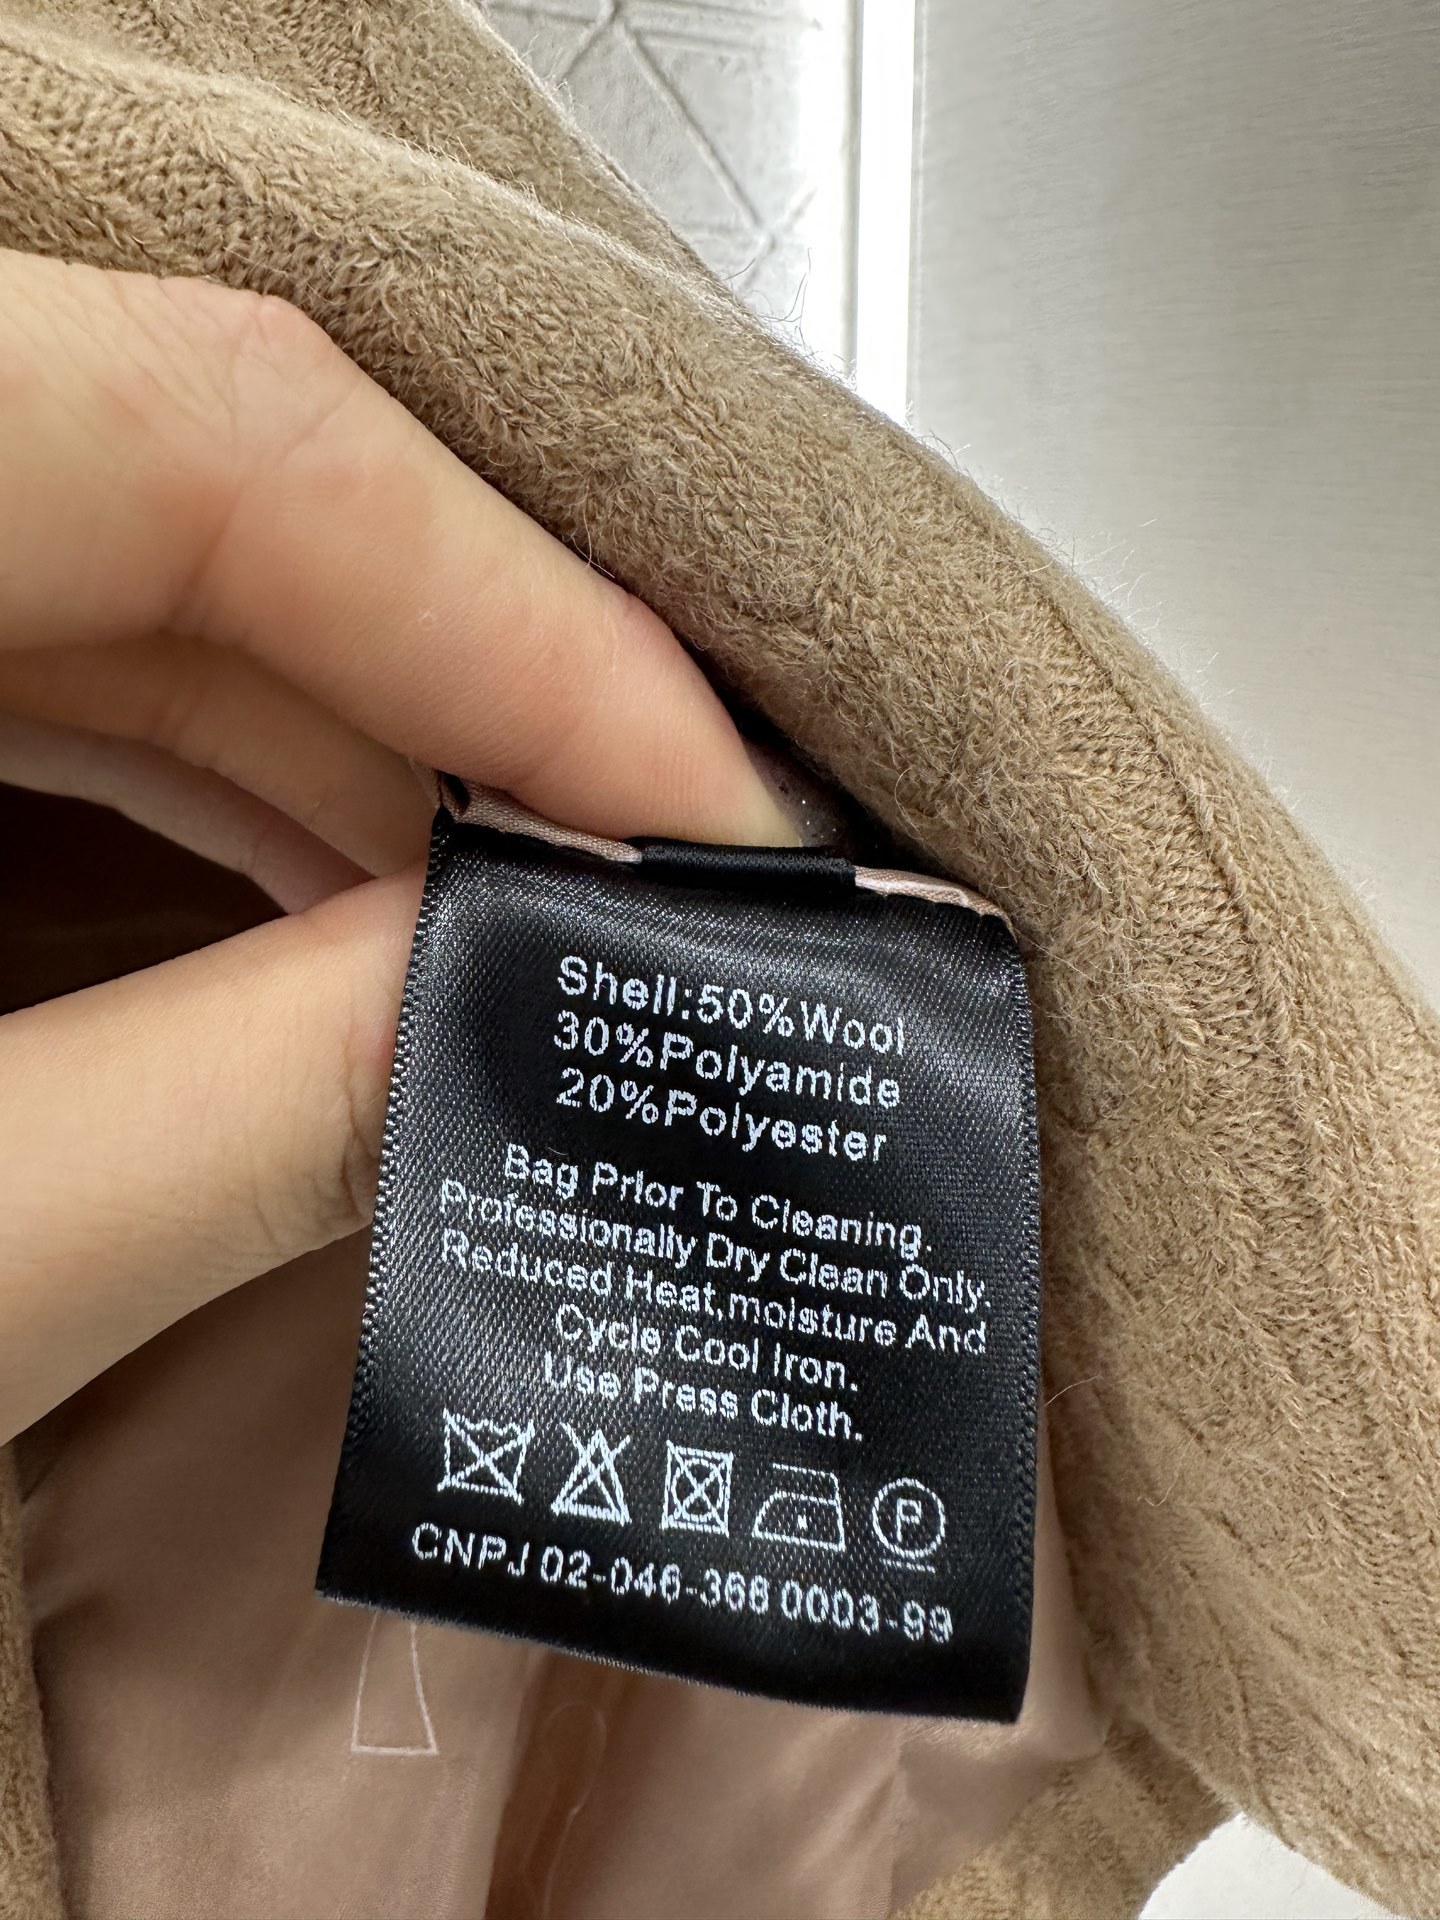 Shell:50%Wool
30%Polyamide
20%Polyester
Bag Prior To Cleaning.
Professionally Dry Clean Only.
Reduced Heat,moisture And
Cycle Cool Iron.
Use Press Cloth.
P
CNPJ 02-046-368 0003-99